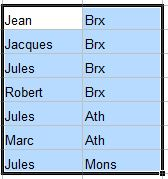 Jean Brx
Jacques Brx
Jules Brx
Robert Brx
Jules Ath
Marc Ath
Jules Mons